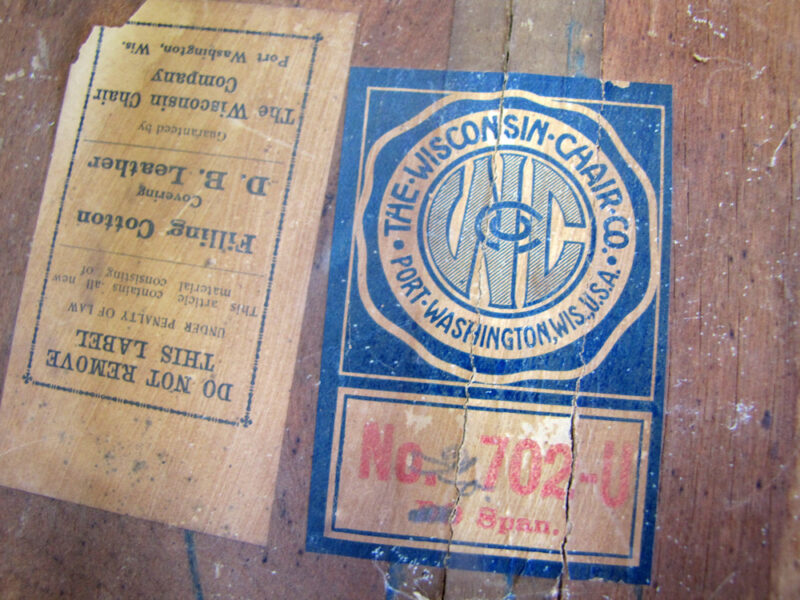 DO NOT REMOVE
THIS LABEL
UNDER PENALTY OF LAW
This article contains all new
material consisting of
Filling Cotton
Covering
D. B. Leather
Guaranteed by
The Wisconsin Chair
Company
Port Washington, Wis.
THE·WISCONSIN·CHAIR·CO.
PORT·WASHINGTON,WIS.,U.S.A.
WCC
No. 702-U
Span.